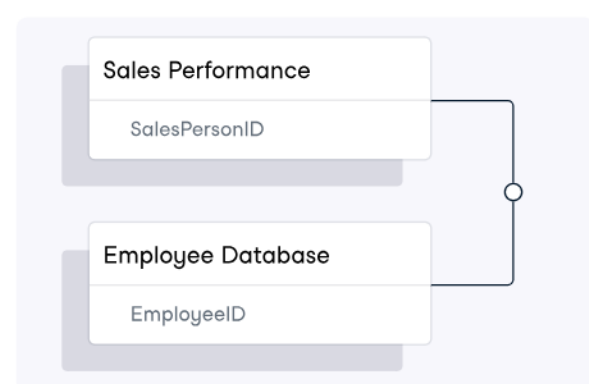 Sales Performance
SalesPersonID
Employee Database
EmployeeID